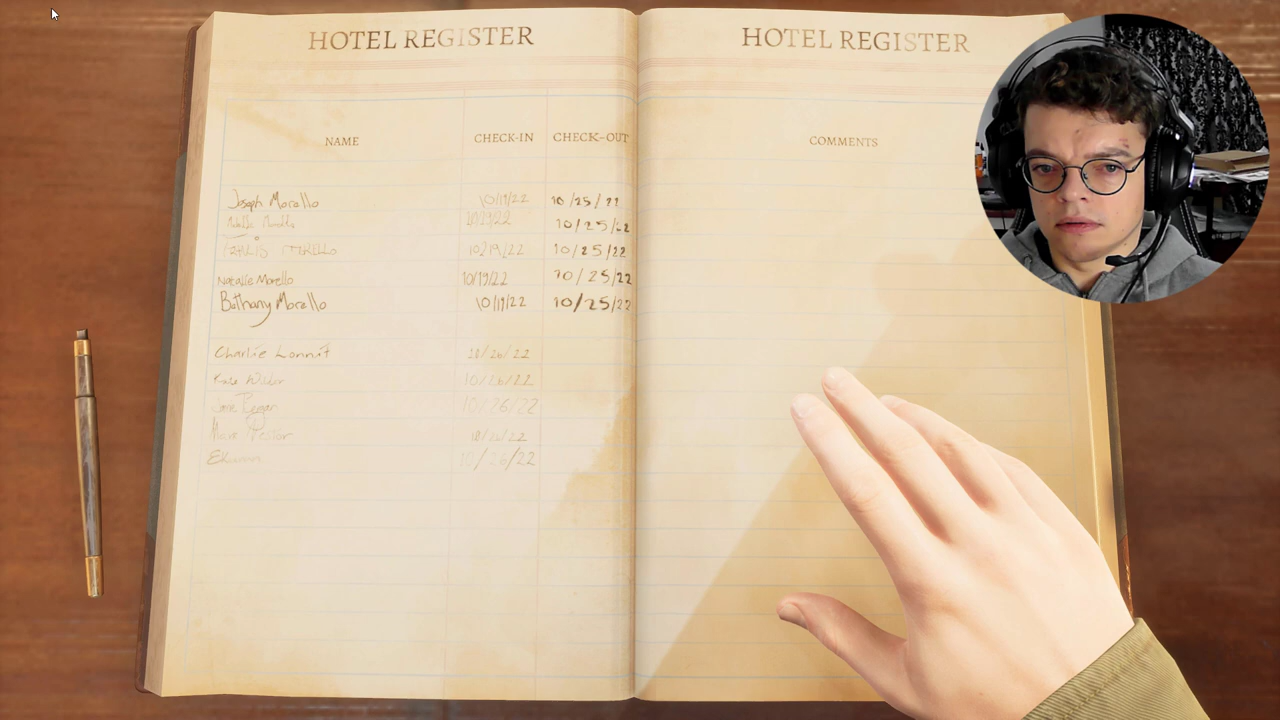 HOTEL REGISTER
NAME CHECK-IN CHECK-OUT
Joseph Morello 10/19/22 10/25/22
10/25/22
MORELLO 10/19/22 10/25/22
Natalie Morello 10/19/22 10/25/22
Bethany Morello 10/19/22 10/25/22
Charlie Lonnit 10/26/22
Kate 10/26/22
Jane 10/26/22
10/26/22
10/26/22
HOTEL REGISTER
COMMENTS